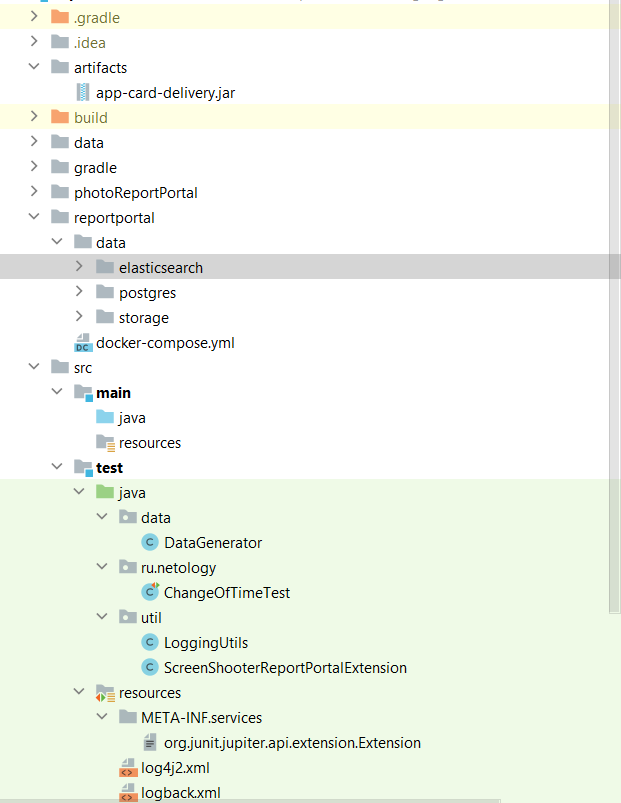 .gradle
.idea
artifacts
app-card-delivery.jar
build
data
gradle
photoReportPortal
reportportal
data
elasticsearch
postgres
storage
DC docker-compose.yml
src
main
java
resources
test
java
data
C DataGenerator
ru.netology
C ChangeOfTimeTest
util
C LoggingUtils
C ScreenShooterReportPortalExtension
resources
META-INF.services
org.junit.jupiter.api.extension.Extension
log4j2.xml
logback.xml